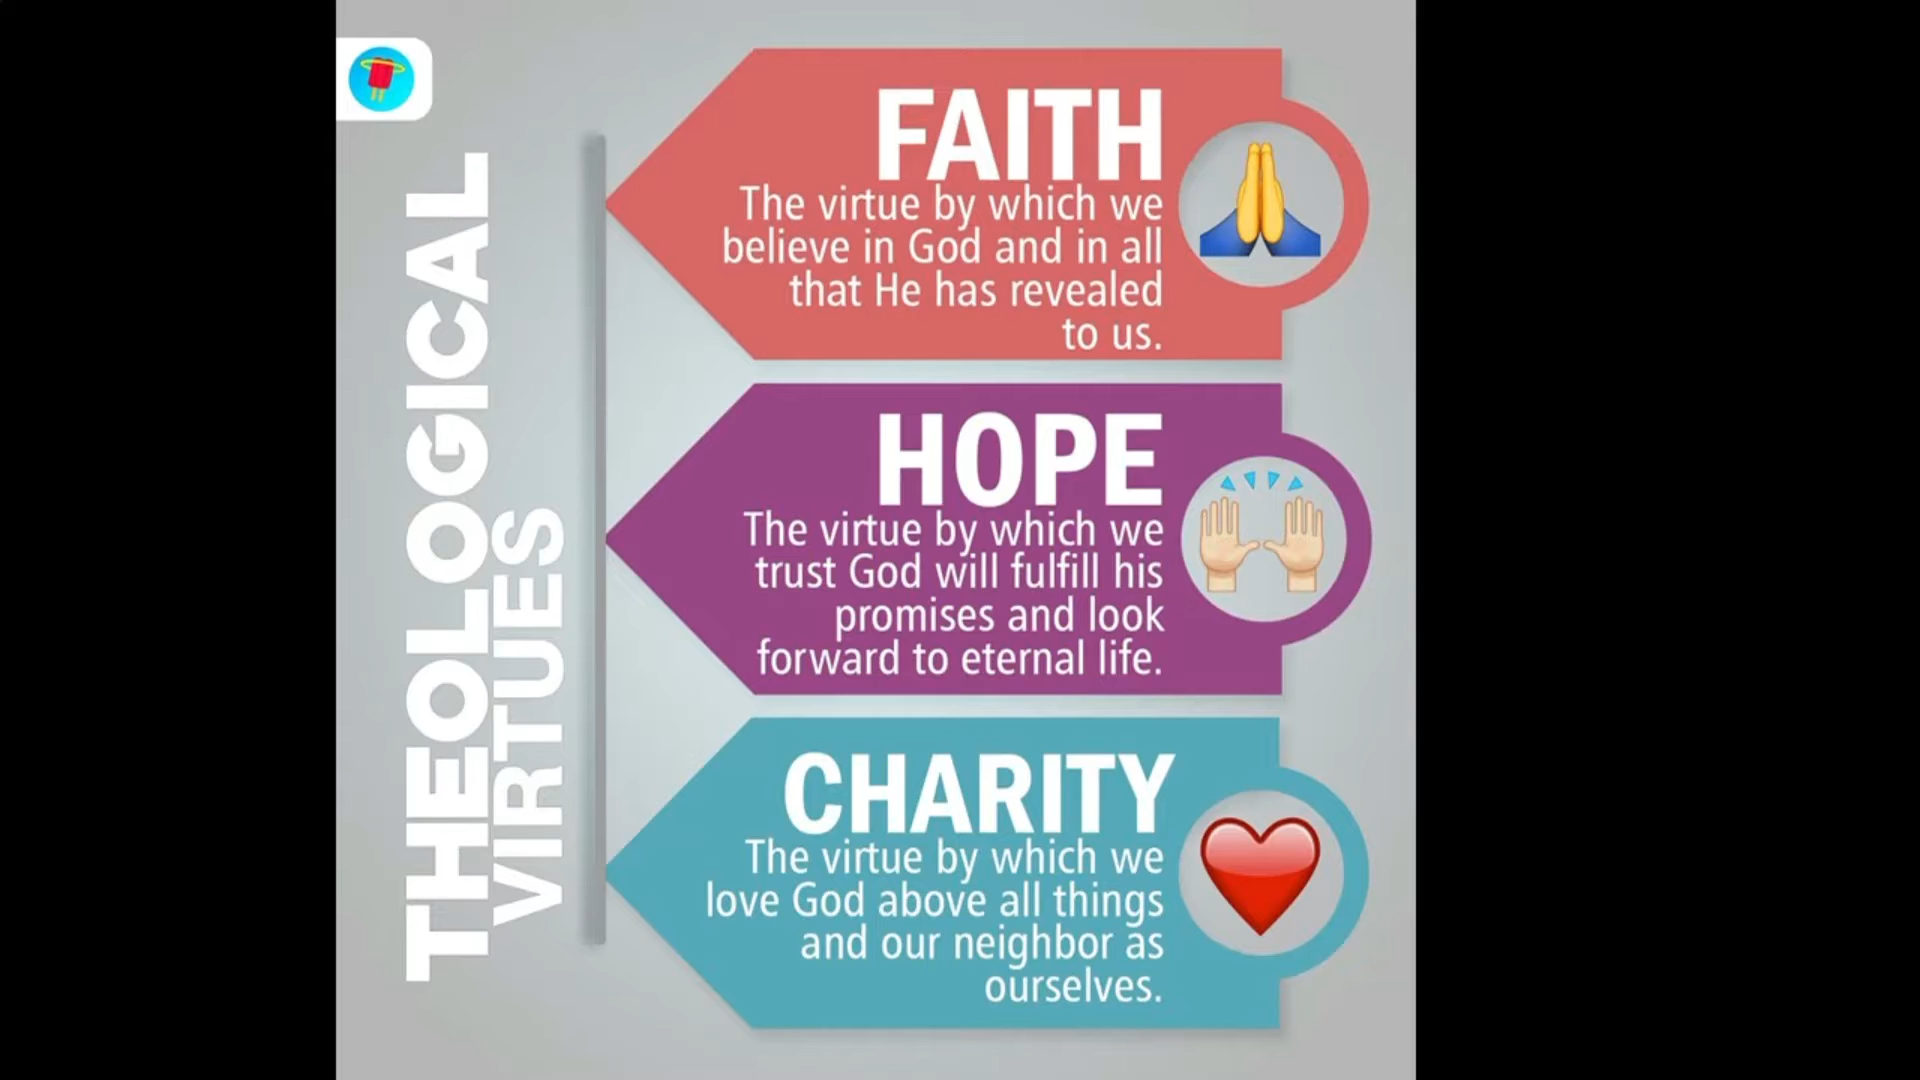 THEOLOGICAL
VIRTUES
FAITH
The virtue by which we
believe in God and in all
that He has revealed
to us.
HOPE
The virtue by which we
trust God will fulfill his
promises and look
forward to eternal life.
CHARITY
The virtue by which we
love God above all things
and our neighbor as
ourselves.